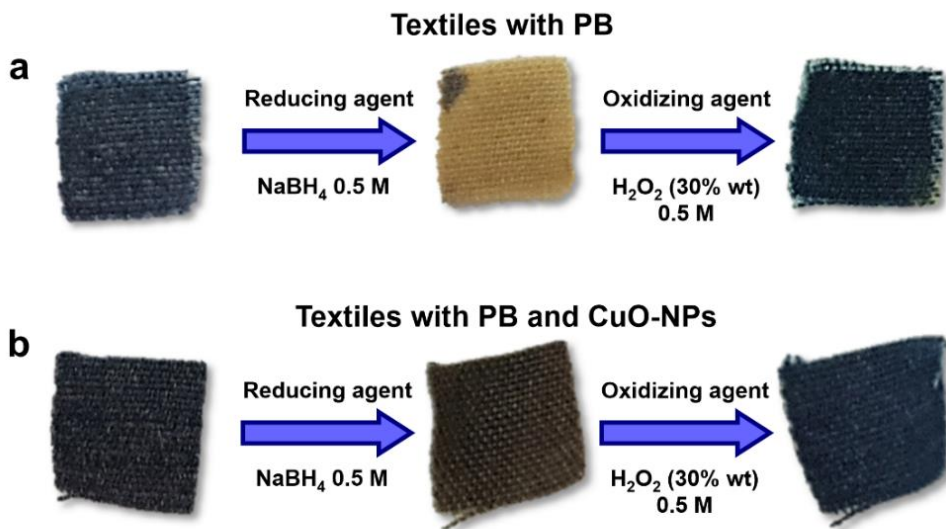 Textiles with PB
a
Reducing agent
NaBH₄ 0.5 M
Oxidizing agent
H₂O₂ (30% wt)
0.5 M
Textiles with PB and CuO-NPs
b
Reducing agent
NaBH₄ 0.5 M
Oxidizing agent
H₂O₂ (30% wt)
0.5 M